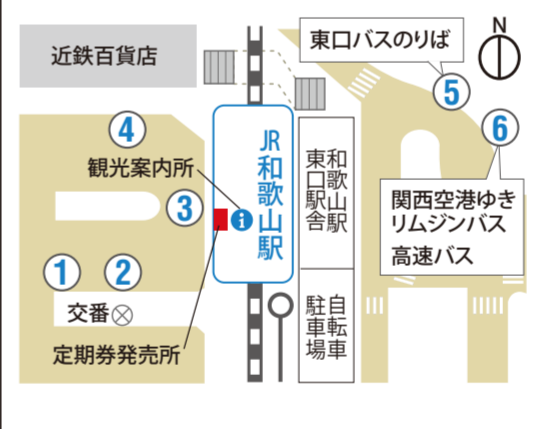 近鉄百貨店
東口バスのりば
N
5
6
4
観光案内所
3
JR和歌山駅
i
和歌山駅
東口駅舎
関西空港ゆき
リムジンバス
高速バス
1
2
交番
定期券発売所
自転車
駐車場